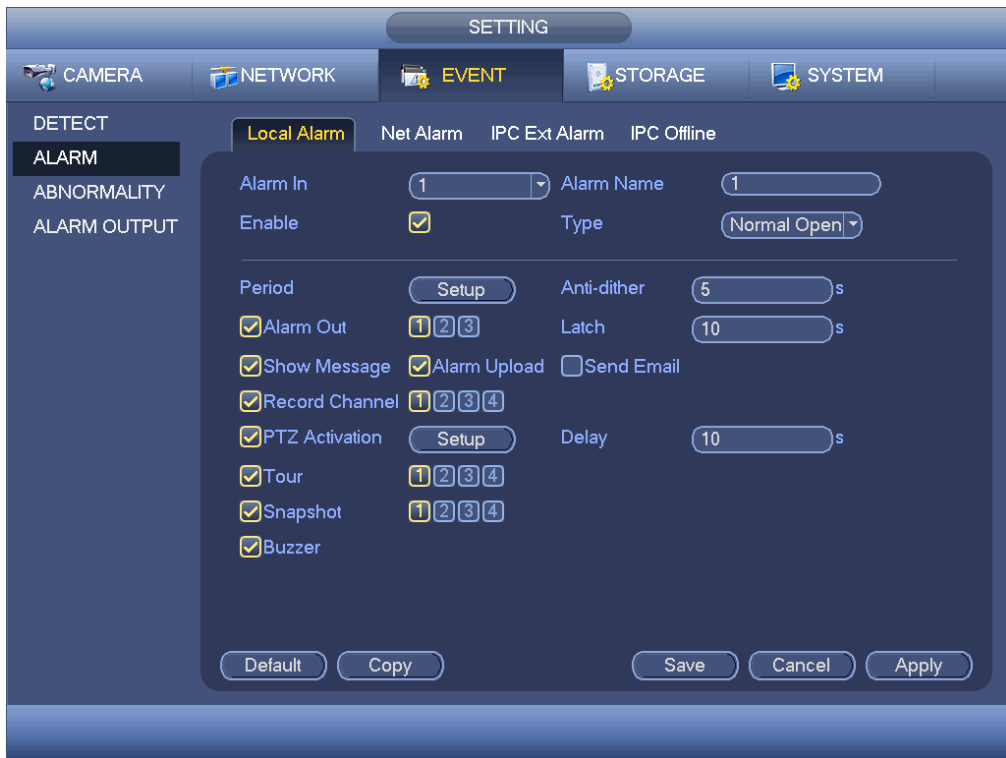 SETTING
CAMERA NETWORK EVENT STORAGE SYSTEM
DETECT
ALARM
ABNORMALITY
ALARM OUTPUT
Local Alarm Net Alarm IPC Ext Alarm IPC Offline
Alarm In 1 Alarm Name 1
Enable Type Normal Open
Period Setup Anti-dither 5 s
Alarm Out 1 2 3 Latch 10 s
Show Message Alarm Upload Send Email
Record Channel 1 2 3 4
PTZ Activation Setup Delay 10 s
Tour 1 2 3 4
Snapshot 1 2 3 4
Buzzer
Default Copy Save Cancel Apply